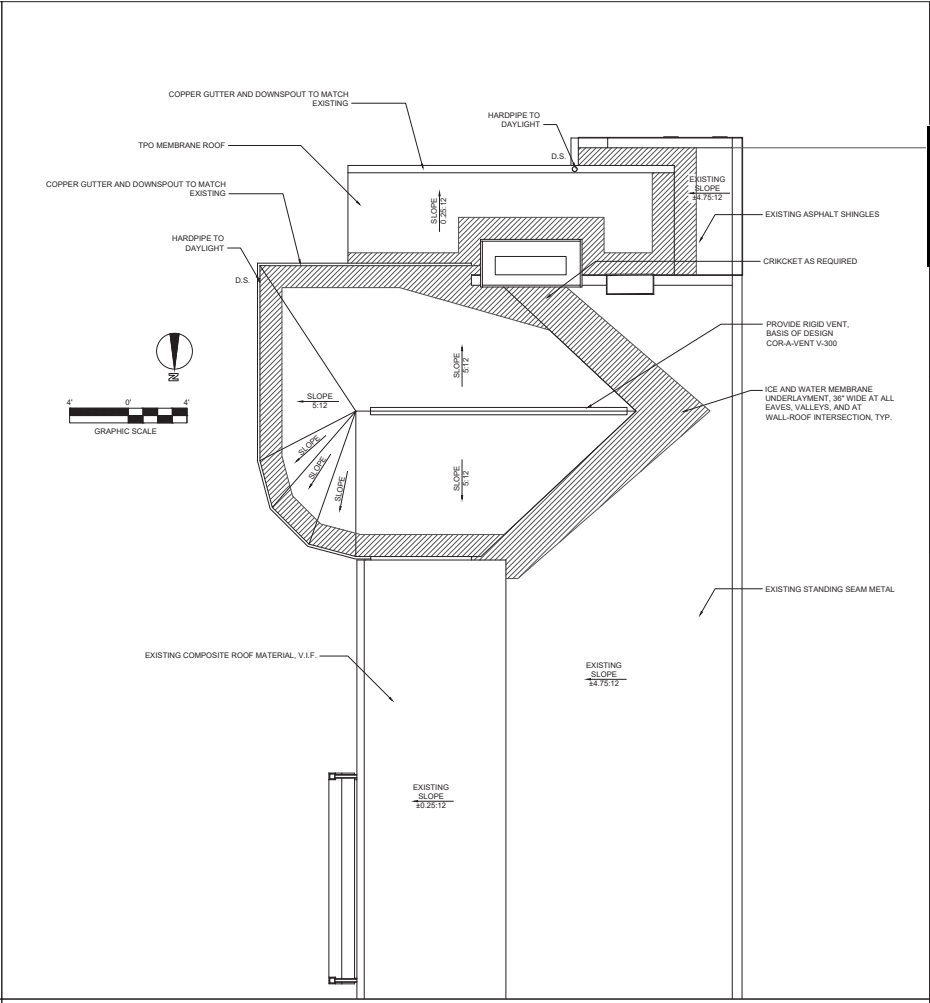 COPPER GUTTER AND DOWNSPOUT TO MATCH
EXISTING
HARDPIPE TO
DAYLIGHT
TPO MEMBRANE ROOF
D.S.
COPPER GUTTER AND DOWNSPOUT TO MATCH
EXISTING
EXISTING
SLOPE
±4.75:12
SLOPE
0.25:12
EXISTING ASPHALT SHINGLES
HARDPIPE TO
DAYLIGHT
CRIKCKET AS REQUIRED
D.S.
PROVIDE RIGID VENT,
BASIS OF DESIGN
COR-A-VENT V-300
SLOPE
5:12
N
ICE AND WATER MEMBRANE
UNDERLAYMENT, 36" WIDE AT ALL
EAVES, VALLEYS, AND AT
WALL-ROOF INTERSECTION, TYP.
SLOPE
5:12
4' 0' 4'
GRAPHIC SCALE
SLOPE
SLOPE
SLOPE
SLOPE
5:12
EXISTING STANDING SEAM METAL
EXISTING COMPOSITE ROOF MATERIAL, V.I.F.
EXISTING
SLOPE
±4.75:12
EXISTING
SLOPE
±0.25:12